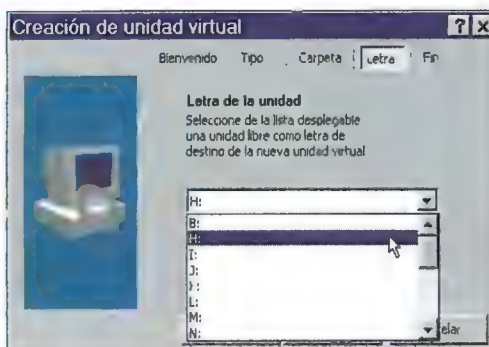 Creación de unidad virtual
Bienvenido Tipo Carpeta Letra Fin
Letra de la unidad
Seleccione de la lista desplegable
una unidad libre como letra de
destino de la nueva unidad virtual
H:
B:
H:
I:
J:
L:
M:
N:
elar